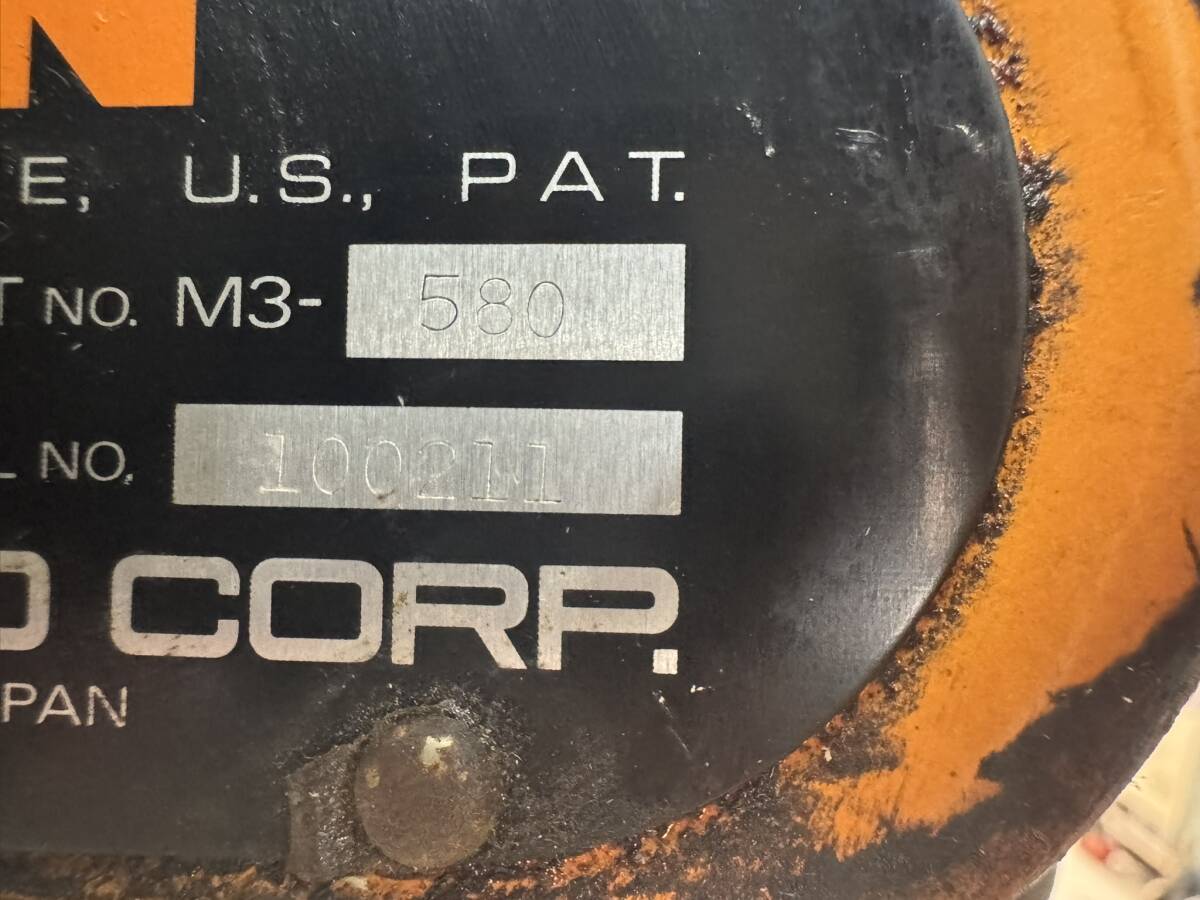 N
E, U.S., PAT.
T NO. M3- 580
L NO. 100211
O CORP.
PAN